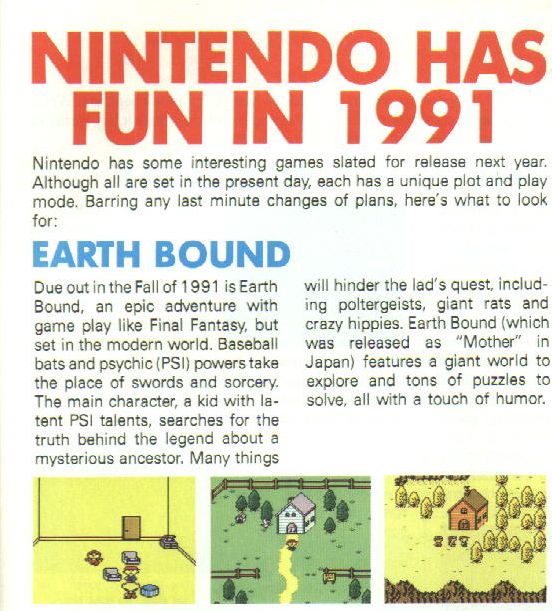 NINTENDO HAS
FUN IN 1991
Nintendo has some interesting games slated for release next year.
Although all are set in the present day, each has a unique plot and play
mode. Barring any last minute changes of plans, here's what to look
for:
EARTH BOUND
Due out in the Fall of 1991 is Earth
Bound, an epic adventure with
game play like Final Fantasy, but
set in the modern world. Baseball
bats and psychic (PSI) powers take
the place of swords and sorcery.
The main character, a kid with la-
tent PSI talents, searches for the
truth behind the legend about a
mysterious ancestor. Many things
will hinder the lad's quest, includ-
ing poltergeists, giant rats and
crazy hippies. Earth Bound (which
was released as "Mother" in
Japan) features a giant world to
explore and tons of puzzles to
solve, all with a touch of humor.